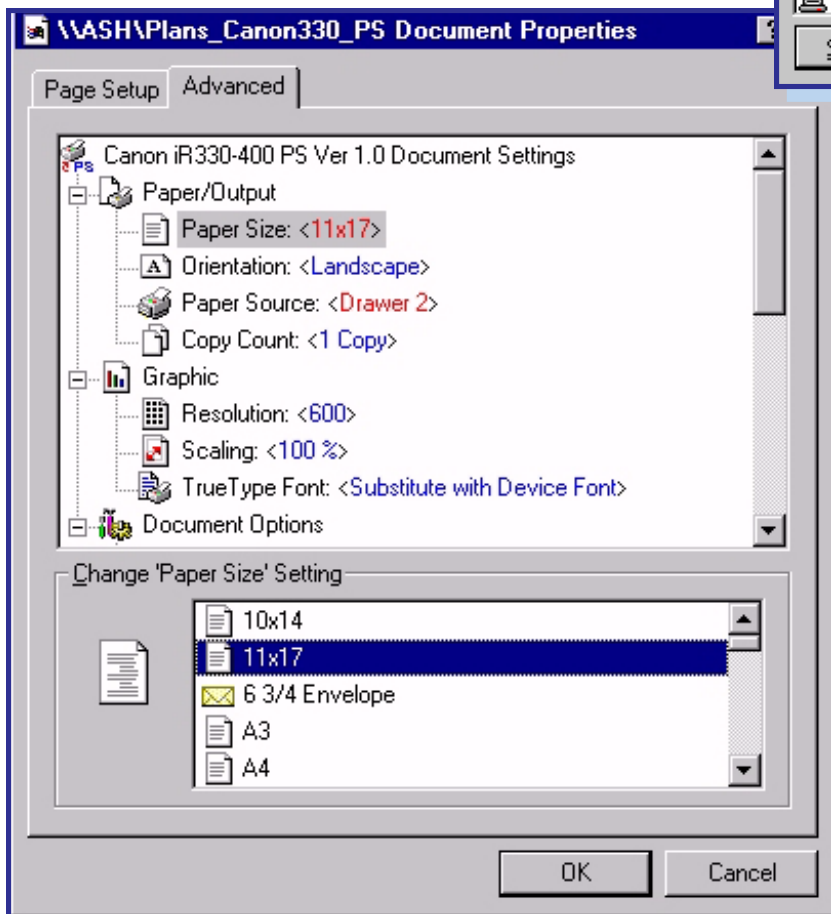 \\ASH\Plans_Canon330_PS Document Properties
Page Setup
Advanced
Canon iR330-400 PS Ver 1.0 Document Settings
Paper/Output
Paper Size: <11x17>
Orientation: <Landscape>
Paper Source: <Drawer 2>
Copy Count: <1 Copy>
Graphic
Resolution: <600>
Scaling: <100 %>
TrueType Font: <Substitute with Device Font>
Document Options
Change 'Paper Size' Setting
10x14
11x17
6 3/4 Envelope
A3
A4
OK
Cancel